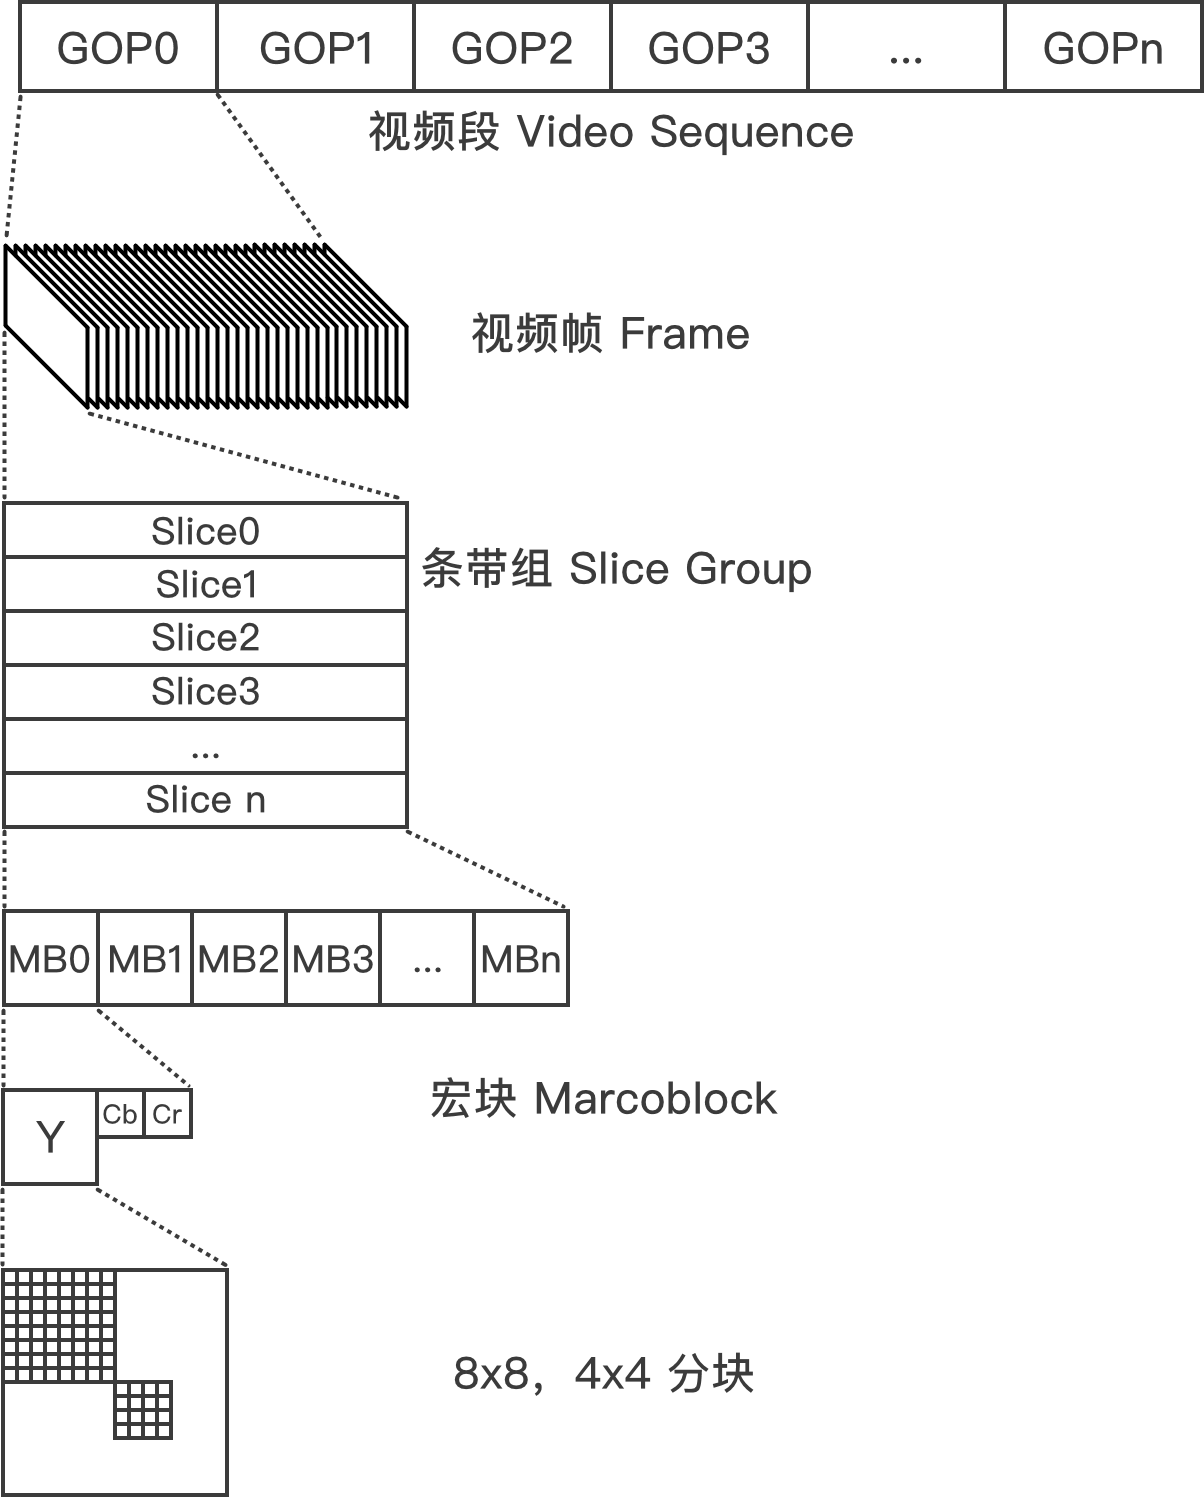 GOP0 GOP1 GOP2 GOP3 ... GOPn
视频段 Video Sequence
视频帧 Frame
Slice0
条带组 Slice Group
Slice1
Slice2
Slice3
...
Slice n
MB0 MB1 MB2 MB3 ... MBn
宏块 Marcoblock
Y Cb Cr
8x8，4x4 分块